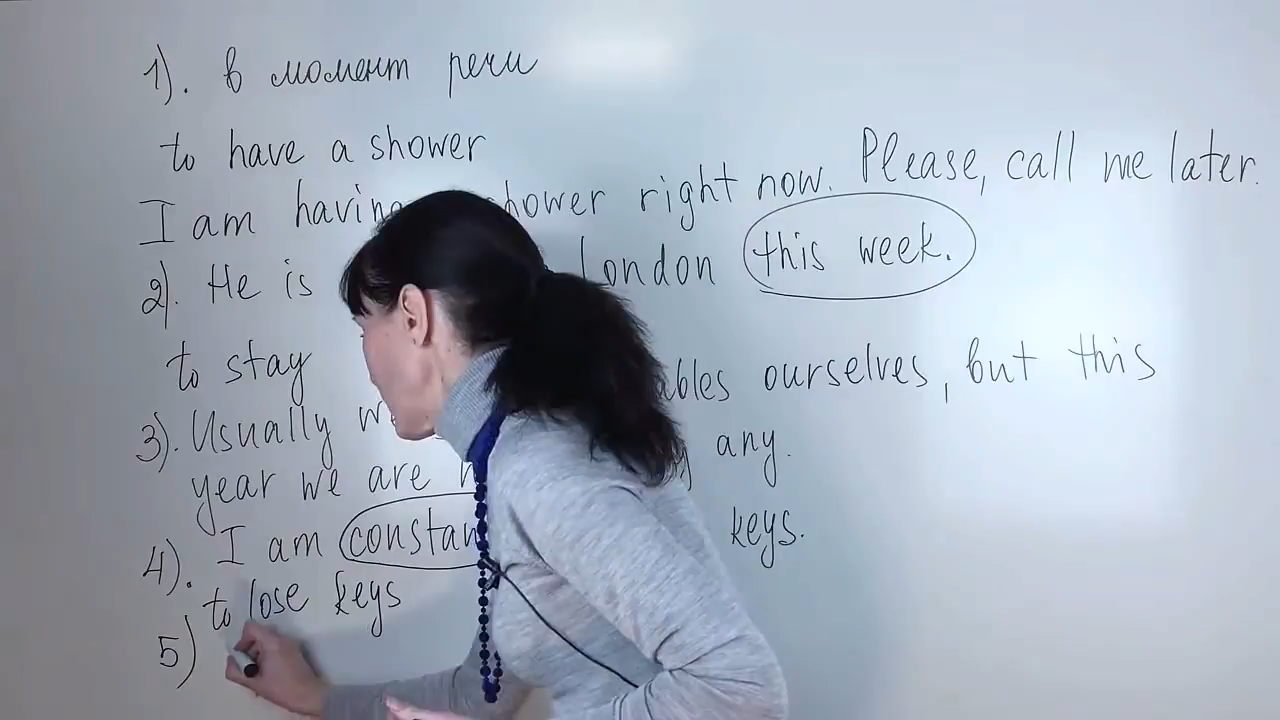 1). в момент речи
to have a shower
I am having shower right now. Please, call me later.
2). He is London this week.
to stay
3). Usually ourselves, but this
year we are any.
4). I am keys.
to lose keys
5)